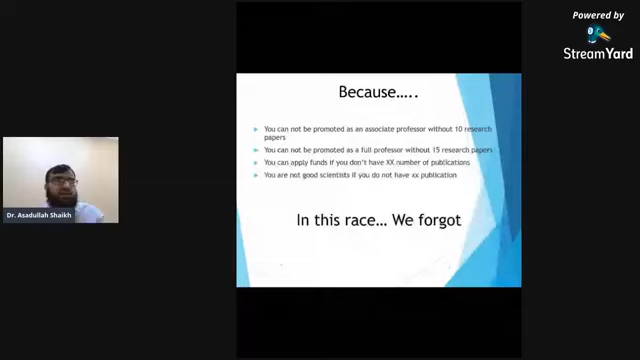 Powered by
StreamYard
Because…..
You can not be promoted as an associate professor without 10 research
papers
You can not be promoted as a full professor without 15 research papers
You can apply funds if you don't have XX number of publications
You are not good scientists if you do not have xx publication
Dr. Asadullah Shaikh
In this race… We forgot